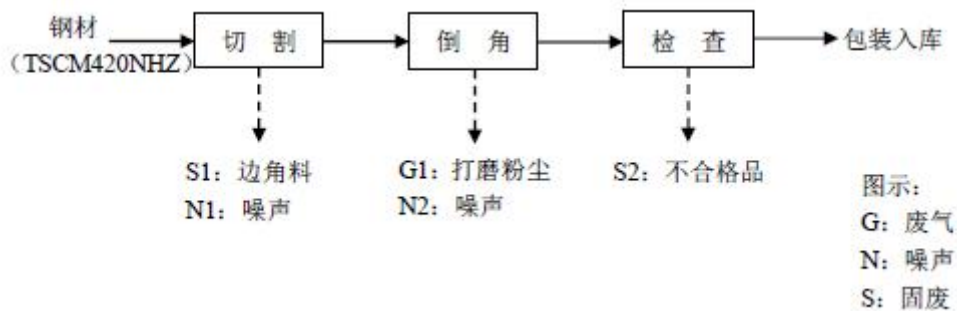 钢材
（TSCM420NHZ）
切 割
倒 角
检 查
包装入库
S1：边角料
N1：噪声
G1：打磨粉尘
N2：噪声
S2：不合格品
图示：
G：废气
N：噪声
S：固废